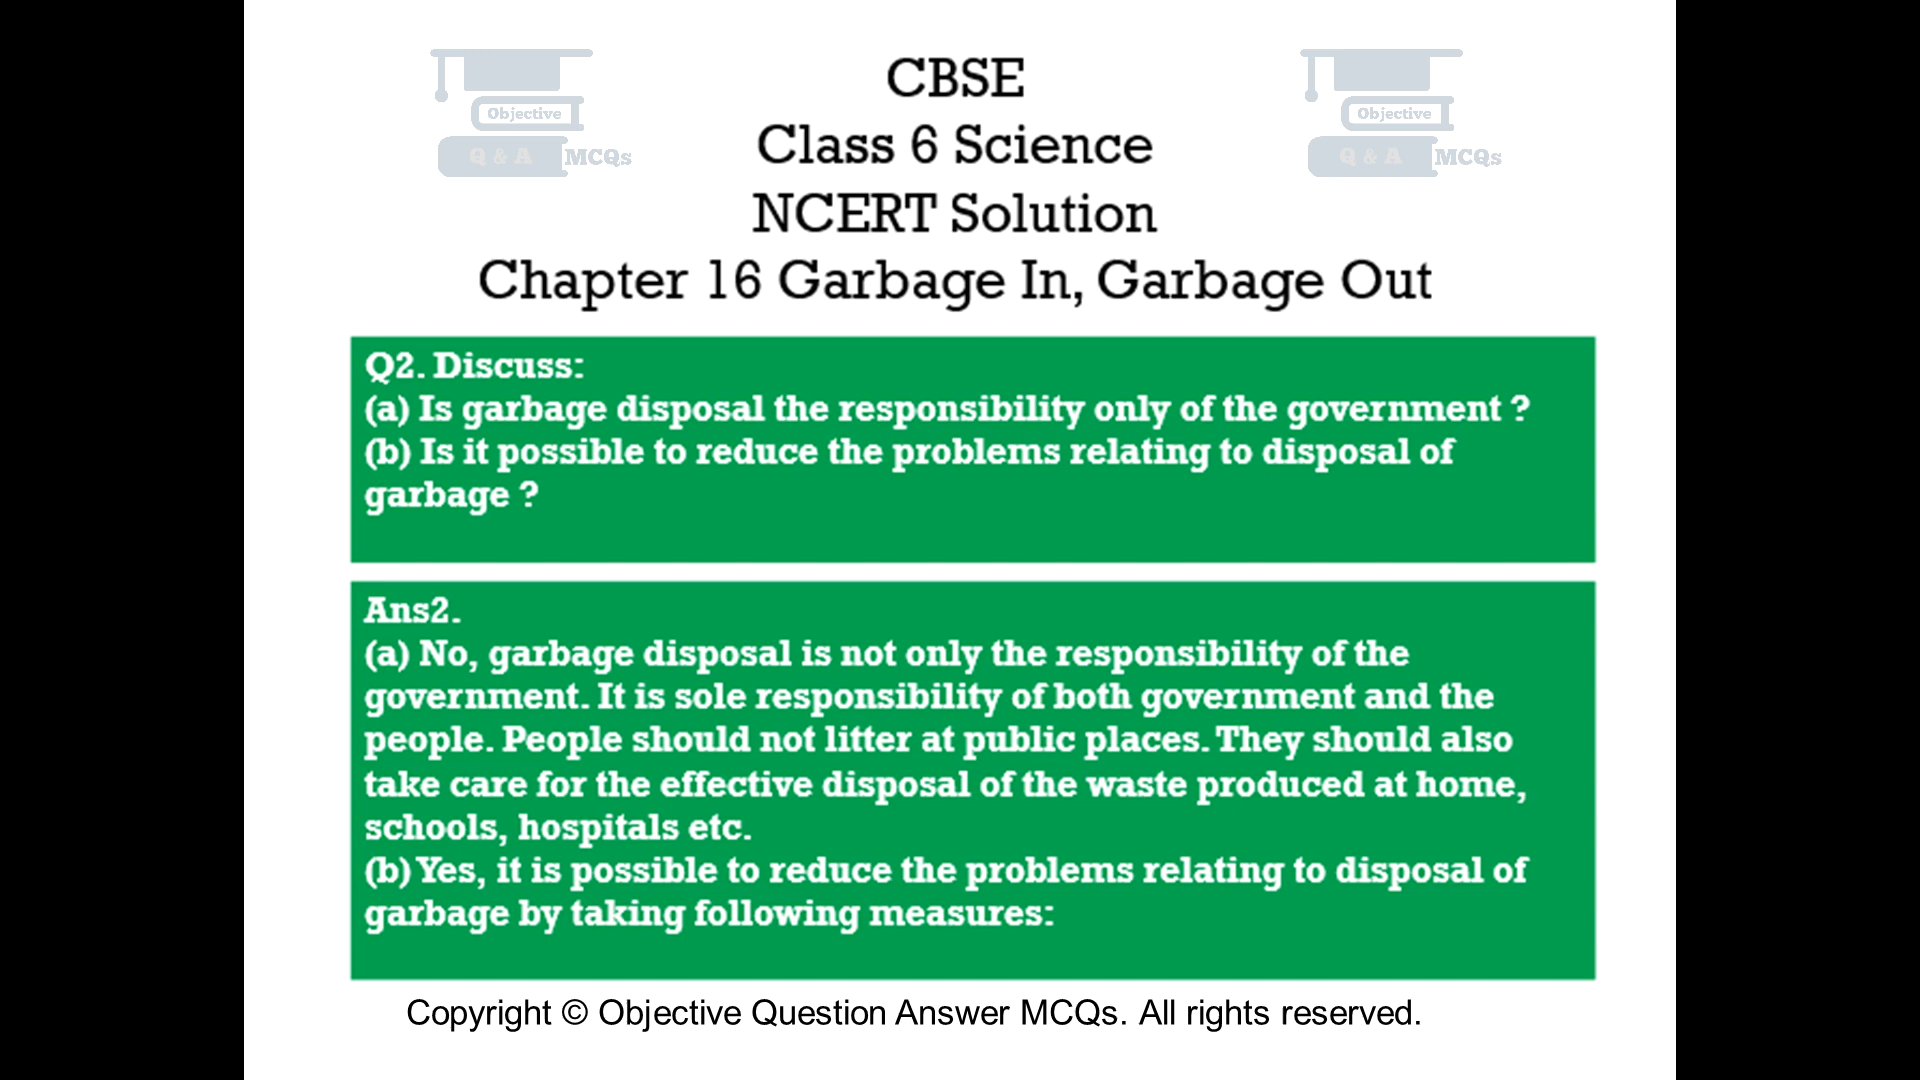 CBSE
Class 6 Science
NCERT Solution
Chapter 16 Garbage In, Garbage Out
Objective
Q & A MCQs
Objective
Q & A MCQs
Q2. Discuss:
(a) Is garbage disposal the responsibility only of the government ?
(b) Is it possible to reduce the problems relating to disposal of
garbage ?
Ans2.
(a) No, garbage disposal is not only the responsibility of the
government. It is sole responsibility of both government and the
people. People should not litter at public places. They should also
take care for the effective disposal of the waste produced at home,
schools, hospitals etc.
(b) Yes, it is possible to reduce the problems relating to disposal of
garbage by taking following measures:
Copyright © Objective Question Answer MCQs. All rights reserved.